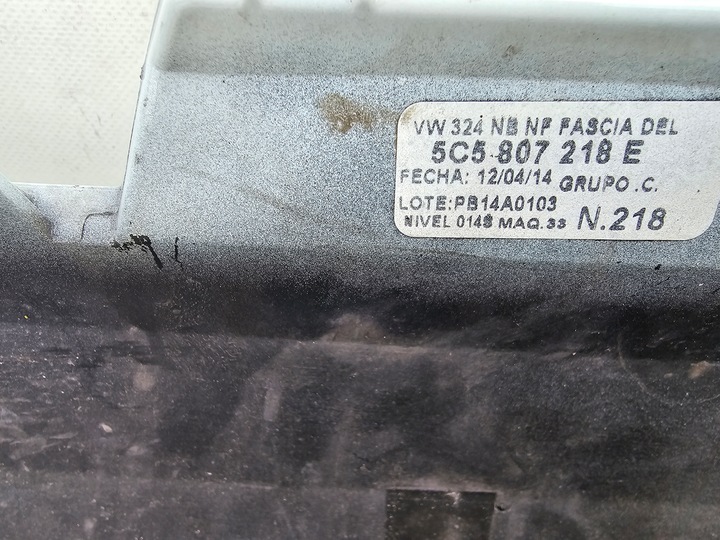 VW 324 NB NF FASCIA DEL
5C5 807 218 E
FECHA: 12/04/14 GRUPO .C.
LOTE:PB14A0103
NIVEL 0148 MAQ.33 N.218